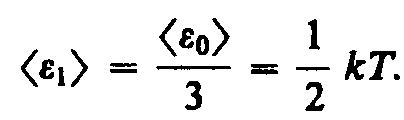 ⟨ε₁⟩ = ⟨ε₀⟩/3 = 1/2 kT.